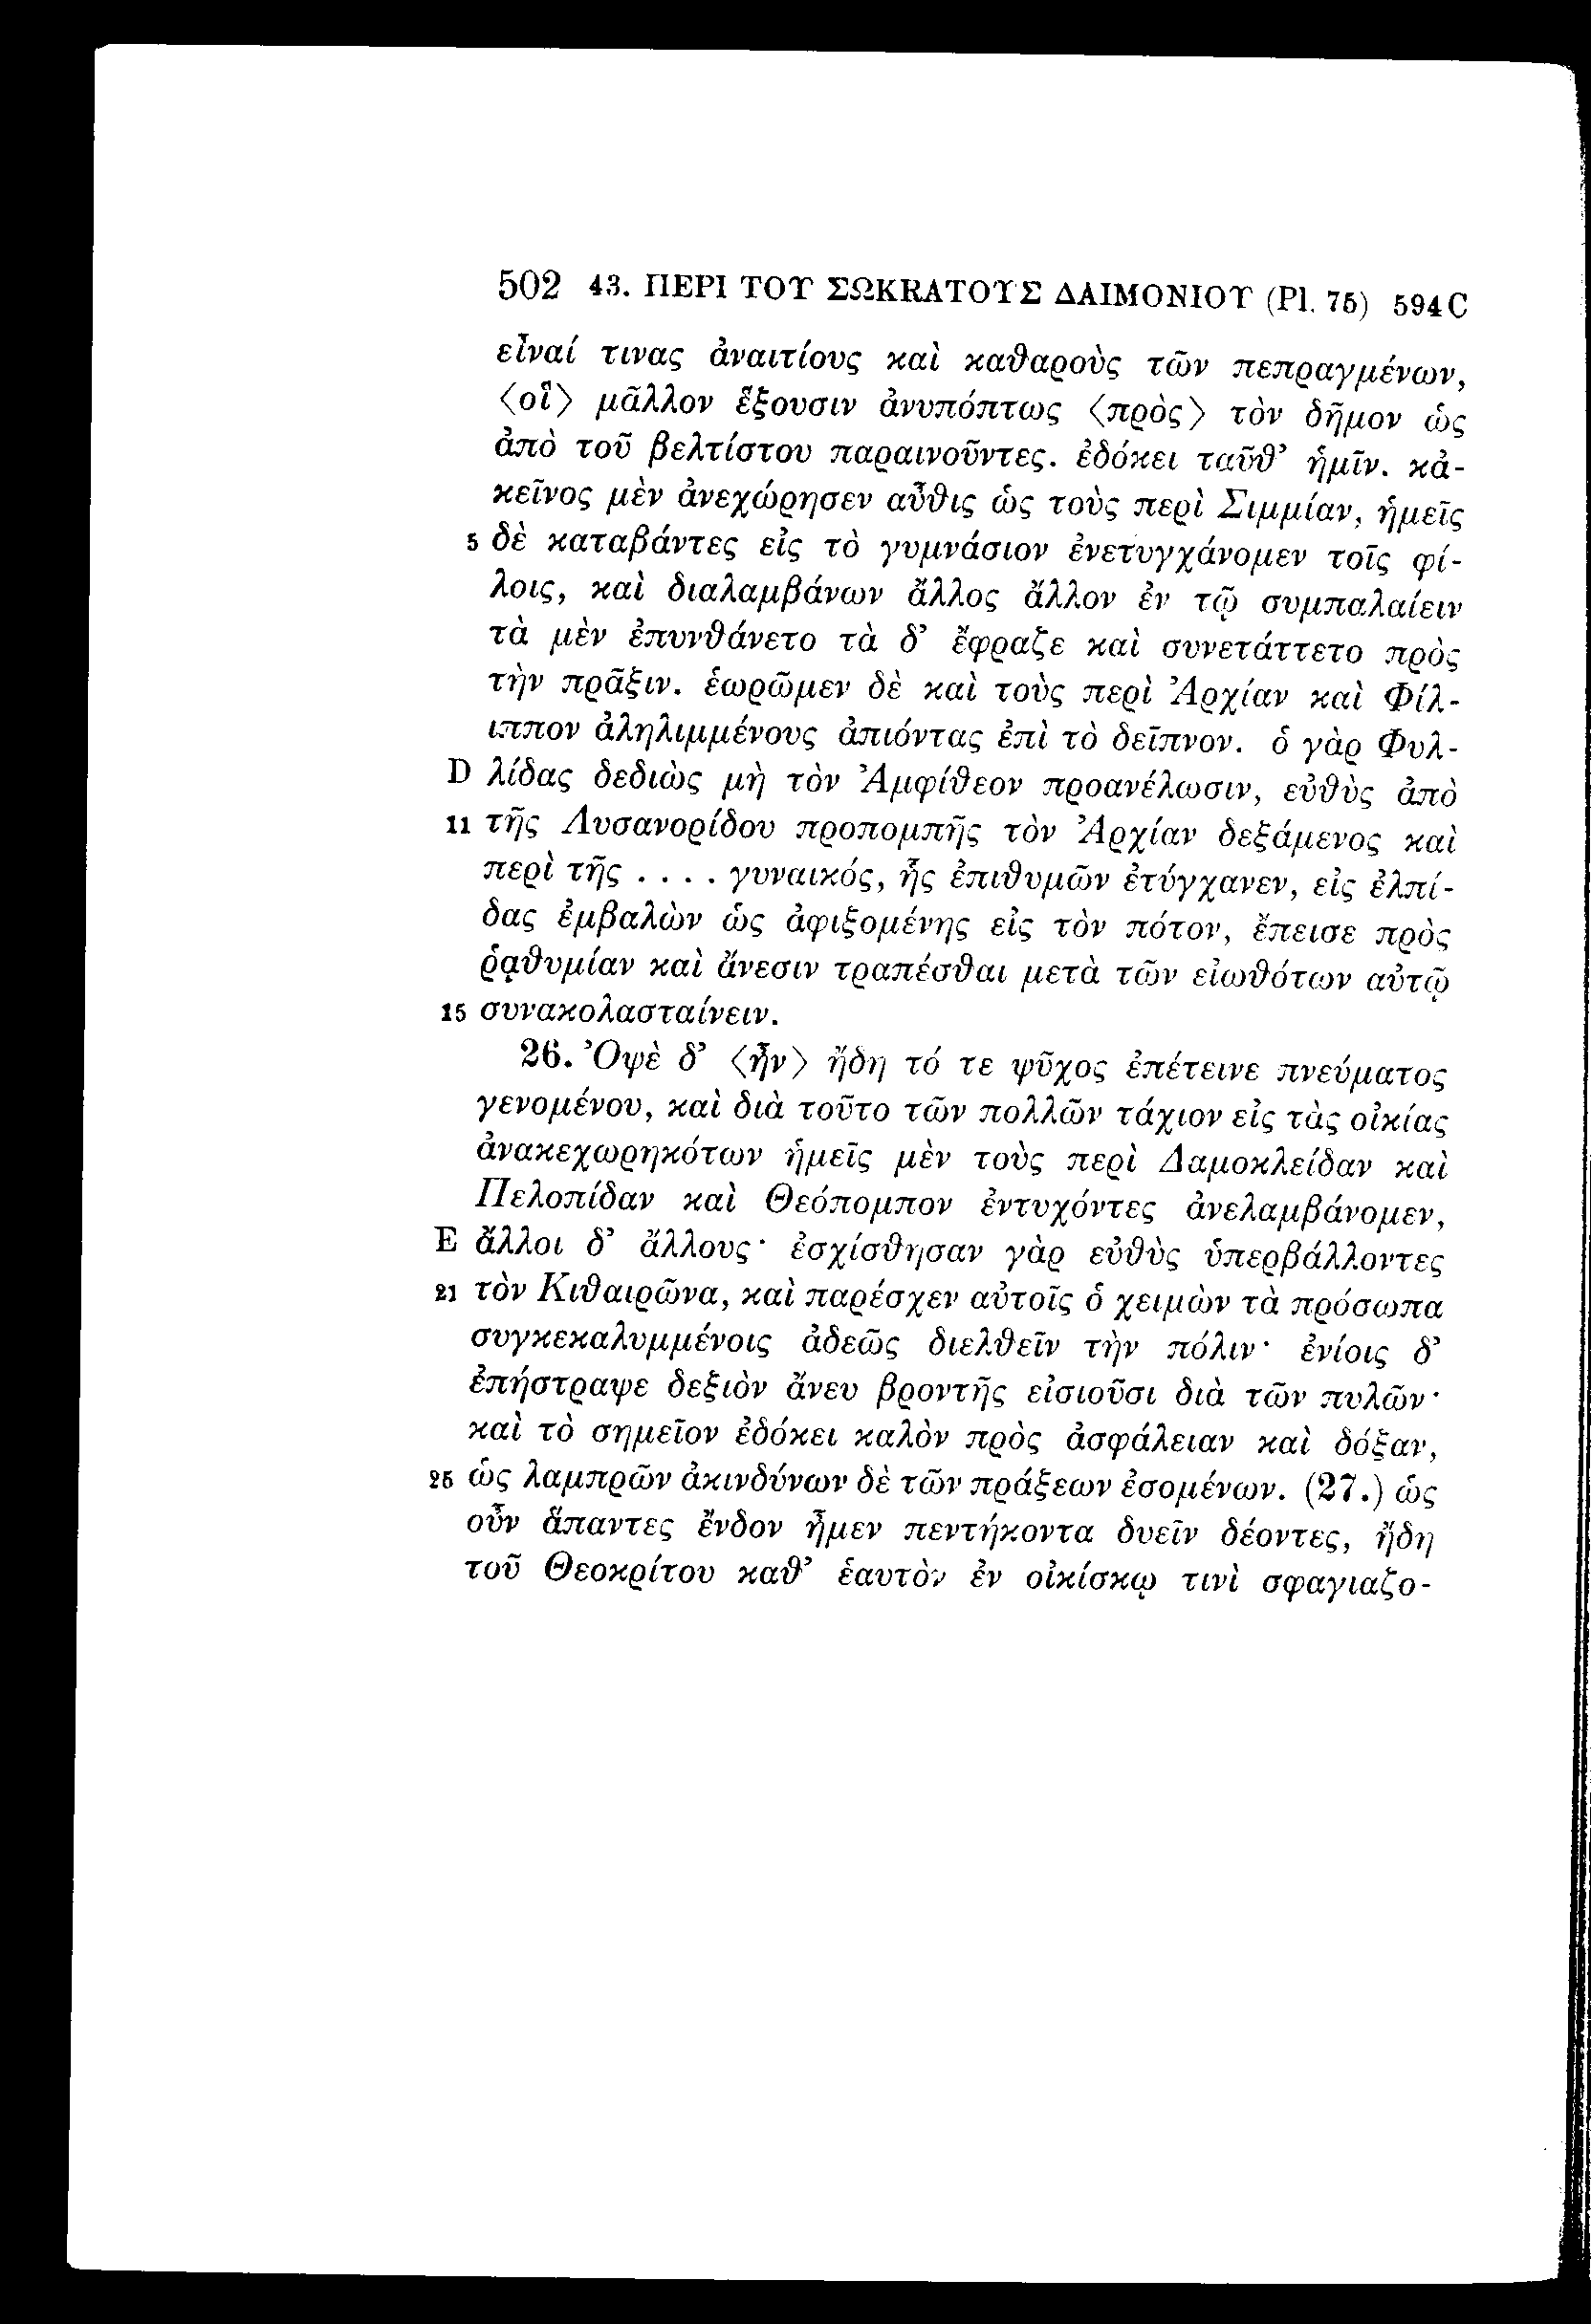 502 43. ΠΕΡΙ ΤΟΥ ΣΩΚRΑΤΟΥΣ ΔΑΙΜΟΝΙΟΥ (Pl. 75) 594C
εἶναί τινας ἀναιτίους καὶ καθαροὺς τῶν πεπραγμένων,
⟨οἳ⟩ μᾶλλον ἕξουσιν ἀνυπόπτως ⟨πρὸς⟩ τὸν δῆμον ὡς
ἀπὸ τοῦ βελτίστου παραινοῦντες. ἐδόκει ταῦθ’ ἡμῖν. κἀ-
κεῖνος μὲν ἀνεχώρησεν αὖθις ὡς τοὺς περὶ Σιμμίαν, ἡμεῖς
5 δὲ καταβάντες εἰς τὸ γυμνάσιον ἐνετυγχάνομεν τοῖς φί-
λοις, καὶ διαλαμβάνων ἄλλος ἄλλον ἐν τῷ συμπαλαίειν
τὰ μὲν ἐπυνθάνετο τὰ δ’ ἔφραζε καὶ συνετάττετο πρὸς
τὴν πρᾶξιν. ἑωρῶμεν δὲ καὶ τοὺς περὶ Ἀρχίαν καὶ Φίλ-
ιππον ἀληλιμμένους ἀπιόντας ἐπὶ τὸ δεῖπνον. ὁ γὰρ Φυλ-
D λίδας δεδιὼς μὴ τὸν Ἀμφίθεον προανέλωσιν, εὐθὺς ἀπὸ
11 τῆς Λυσανορίδου προπομπῆς τὸν Ἀρχίαν δεξάμενος καὶ
περὶ τῆς . . . . γυναικός, ἧς ἐπιθυμῶν ἐτύγχανεν, εἰς ἐλπί-
δας ἐμβαλὼν ὡς ἀφιξομένης εἰς τὸν πότον, ἔπεισε πρὸς
ῥᾳθυμίαν καὶ ἄνεσιν τραπέσθαι μετὰ τῶν εἰωθότων αὐτῷ
15 συνακολασταίνειν.
26. Ὀψὲ δ’ ⟨ἦν⟩ ἤδη τό τε ψῦχος ἐπέτεινε πνεύματος
γενομένου, καὶ διὰ τοῦτο τῶν πολλῶν τάχιον εἰς τὰς οἰκίας
ἀνακεχωρηκότων ἡμεῖς μὲν τοὺς περὶ Δαμοκλείδαν καὶ
Πελοπίδαν καὶ Θεόπομπον ἐντυχόντες ἀνελαμβάνομεν,
E ἄλλοι δ’ ἄλλους· ἐσχίσθησαν γὰρ εὐθὺς ὑπερβάλλοντες
21 τὸν Κιθαιρῶνα, καὶ παρέσχεν αὐτοῖς ὁ χειμὼν τὰ πρόσωπα
συγκεκαλυμμένοις ἀδεῶς διελθεῖν τὴν πόλιν· ἐνίοις δ’
ἐπήστραψε δεξιὸν ἄνευ βροντῆς εἰσιοῦσι διὰ τῶν πυλῶν·
καὶ τὸ σημεῖον ἐδόκει καλὸν πρὸς ἀσφάλειαν καὶ δόξαν,
25 ὡς λαμπρῶν ἀκινδύνων δὲ τῶν πράξεων ἐσομένων. (27.) ὡς
οὖν ἅπαντες ἔνδον ἦμεν πεντήκοντα δυεῖν δέοντες, ἤδη
τοῦ Θεοκρίτου καθ’ ἑαυτὸν ἐν οἰκίσκῳ τινὶ σφαγιαζο-